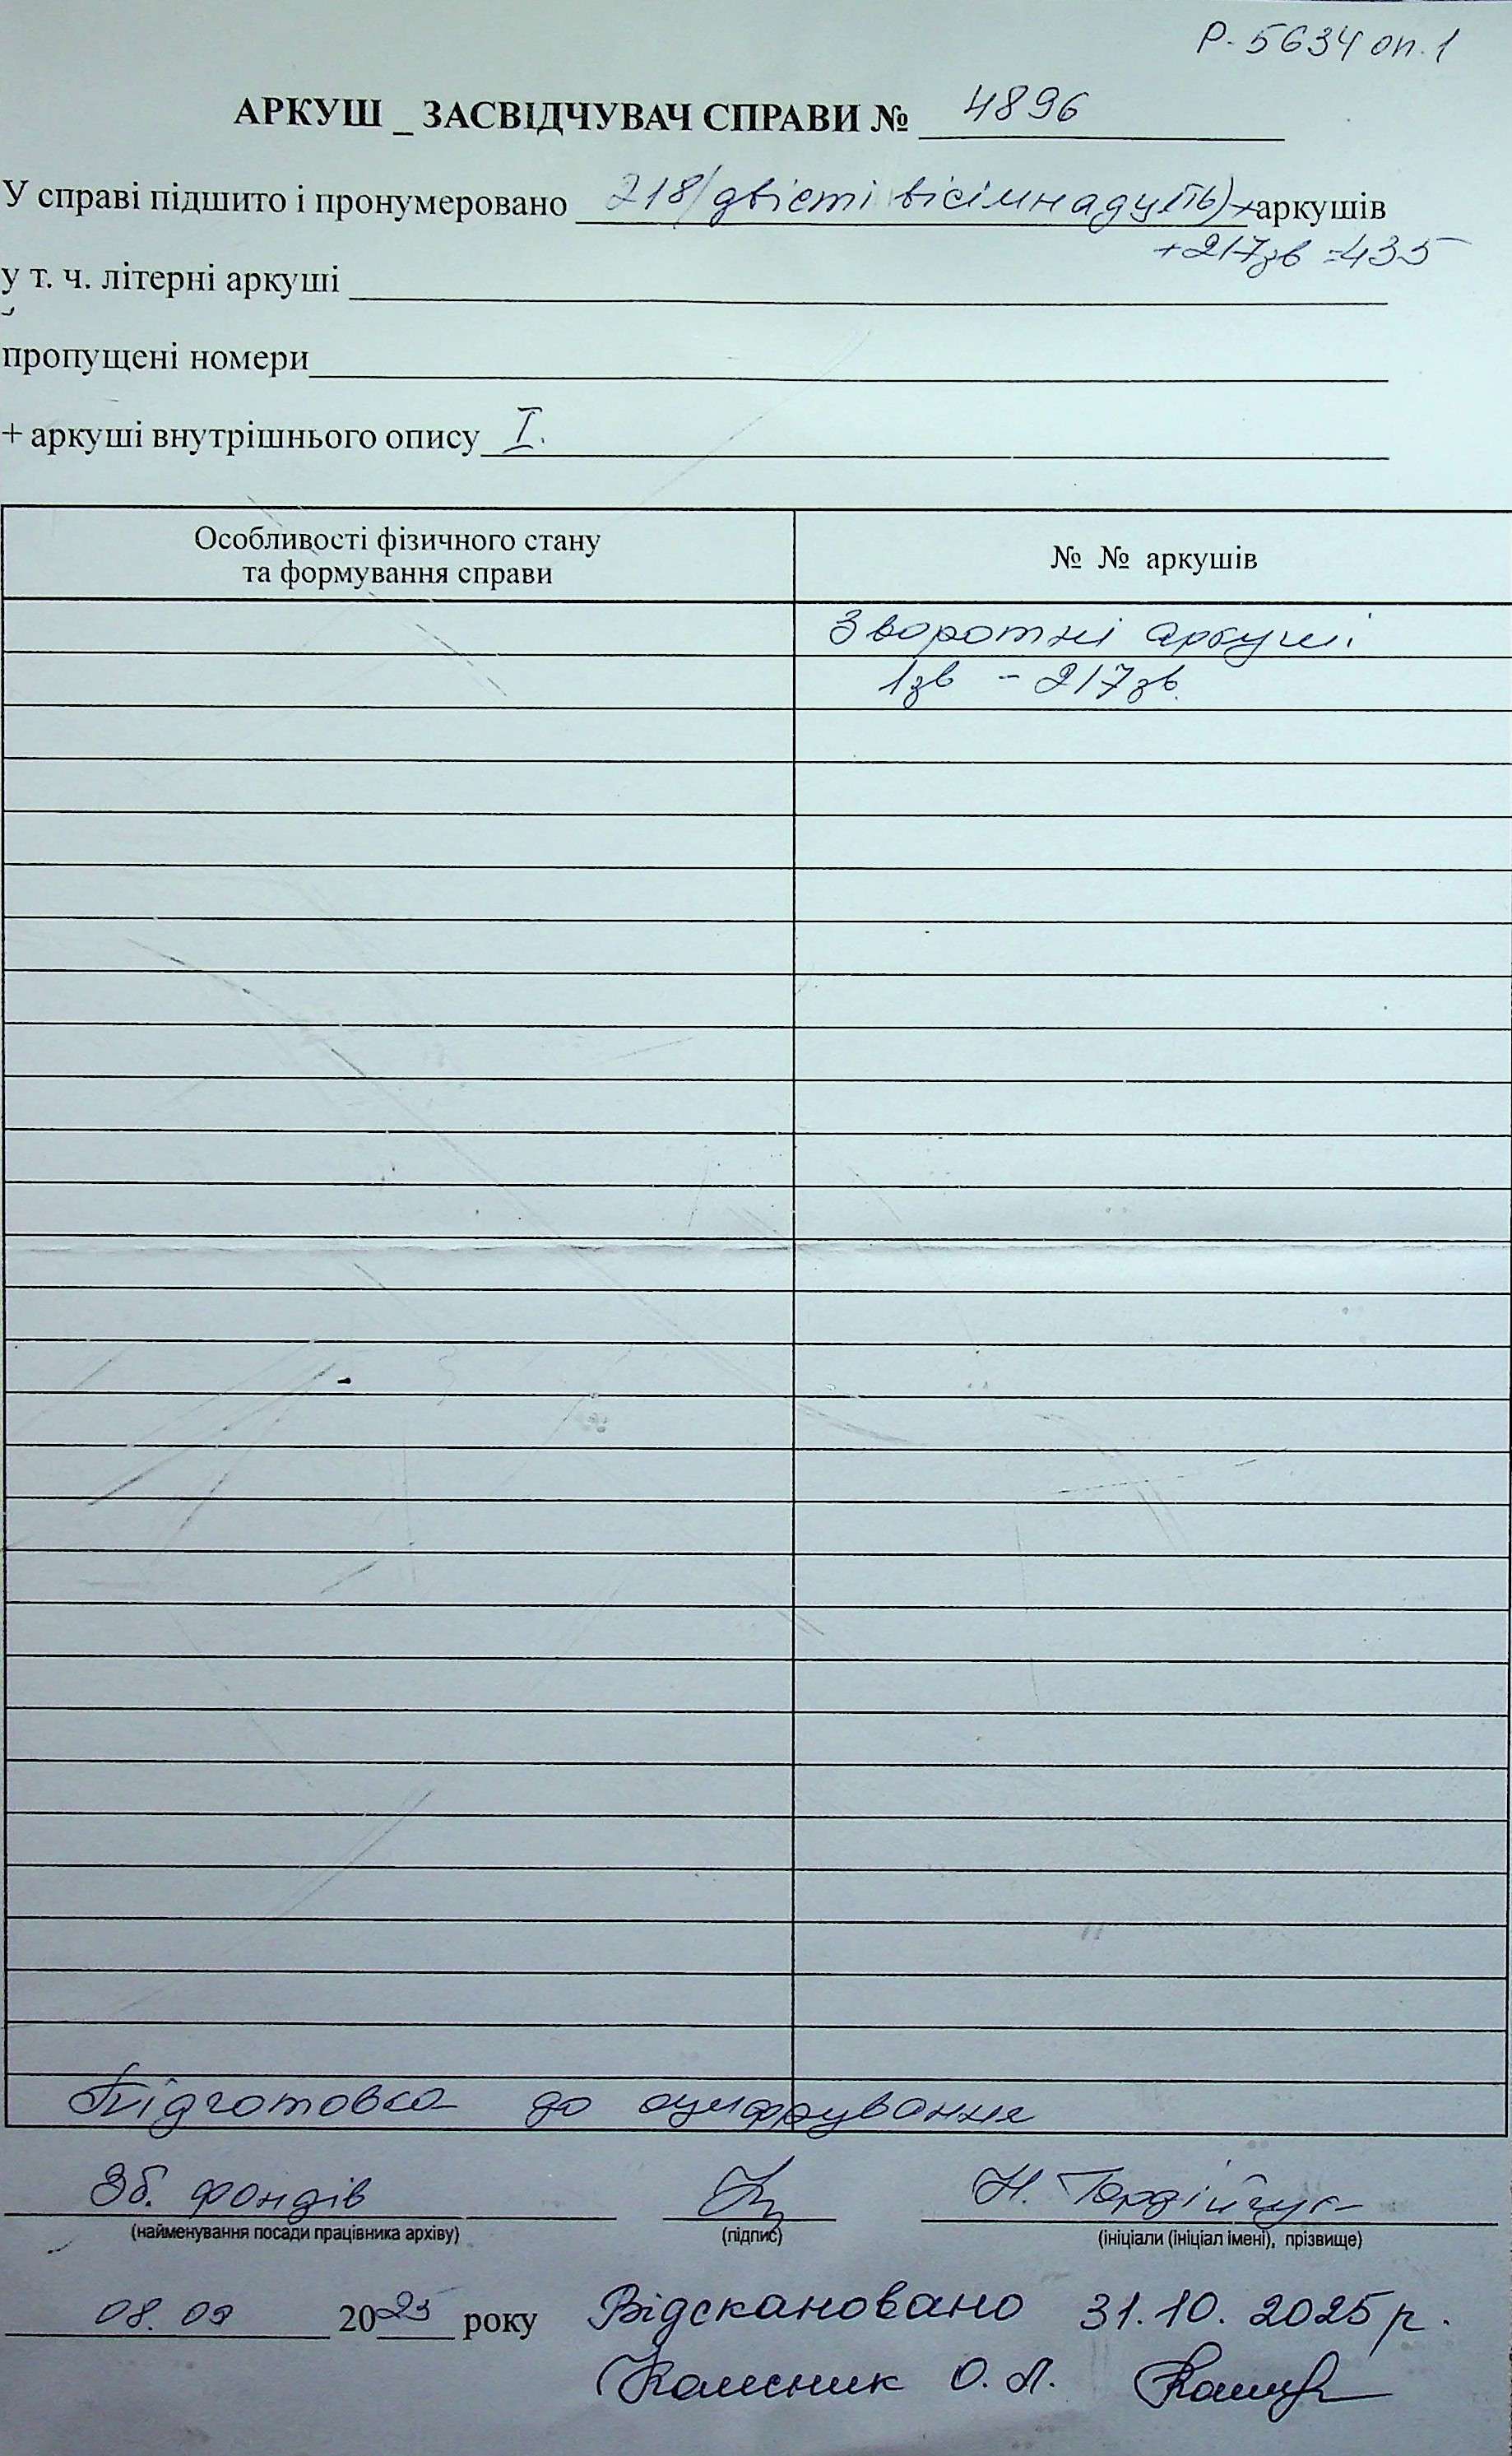 Р-5634 оп.1
АРКУШ _ ЗАСВІДЧУВАЧ СПРАВИ № 4896
У справі підшито і пронумеровано 218 (двісті вісімнадцять) + аркушів
+217зв =435
у т. ч. літерні аркуші
пропущені номери
+ аркуші внутрішнього опису I.
Особливості фізичного стану
та формування справи
№ № аркушів
Зворотні аркуші
1зв - 217зв.
Підготовка до оцифрування
Зб. фондів
Н. Гордійчук
(найменування посади працівника архіву)
(підпис)
(ініціали (ініціал імені), прізвище)
08.09 2025 року
Відскановано 31.10.2025р.
Колесник О. Л.